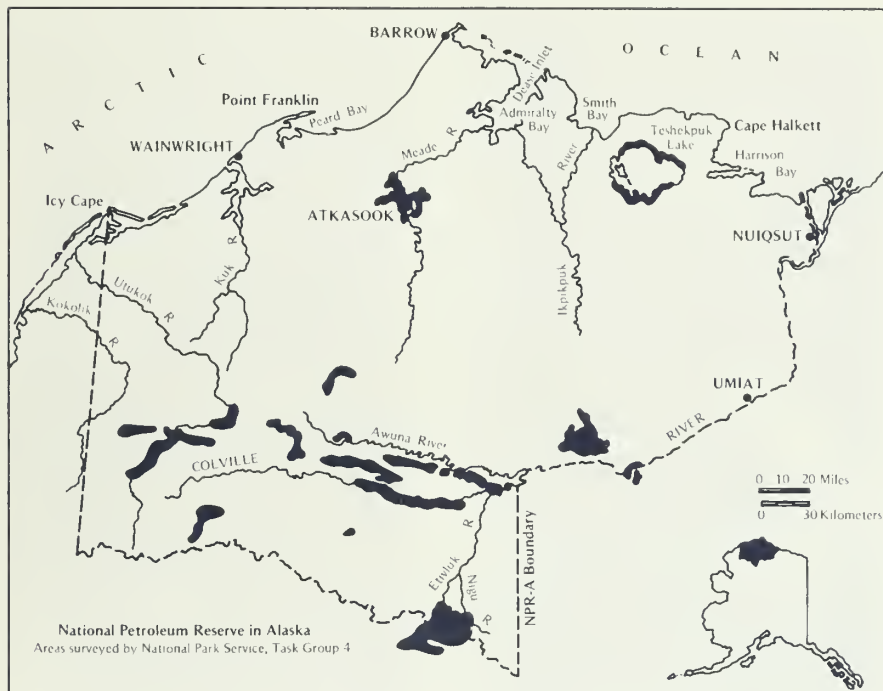 BARROW
ARCTIC
OCEAN
Point Franklin
Peard Bay
Dease Inlet
Admiralty
Bay
Smith
Bay
WAINWRIGHT
Meade R
River
Teshekpuk
Lake
Cape Halkett
Harrison
Bay
Icy Cape
ATKASOOK
NUIQSUT
Kuk R
Utukok R
Ikpikpuk
Kokolik R
UMIAT
Awuna River
COLVILLE
RIVER
0 10 20 Miles
0 30 Kilometers
Etivluk R
Nigu R
NPR-A Boundary
National Petroleum Reserve in Alaska
Areas surveyed by National Park Service, Task Group 4